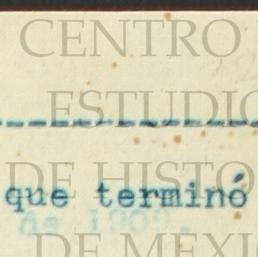 CENTRO
ESTUDIO
DE HISTO
que terminó
de 1909.
DE MEXIC